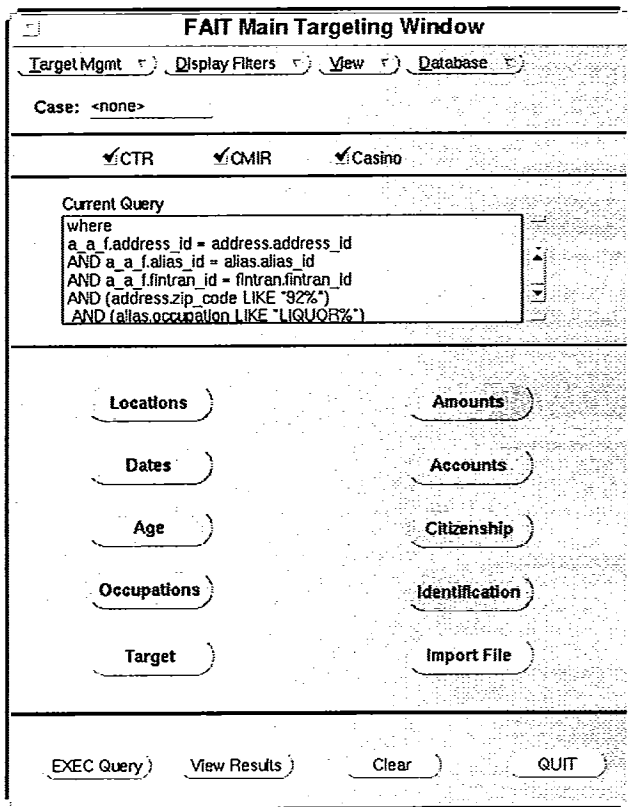 FAIT Main Targeting Window
Target Mgmt Display Filters View Database
Case: <none>
CTR CMIR Casino
Current Query
where
a_a_f.address_id = address.address_id
AND a_a_f.alias_id = alias.alias_id
AND a_a_f.fintran_id = fintran.fintran_id
AND (address.zip_code LIKE "92%")
AND (alias.occupation LIKE "LIQUOR%")
Locations Amounts
Dates Accounts
Age Citizenship
Occupations Identification
Target Import File
EXEC Query View Results Clear QUIT